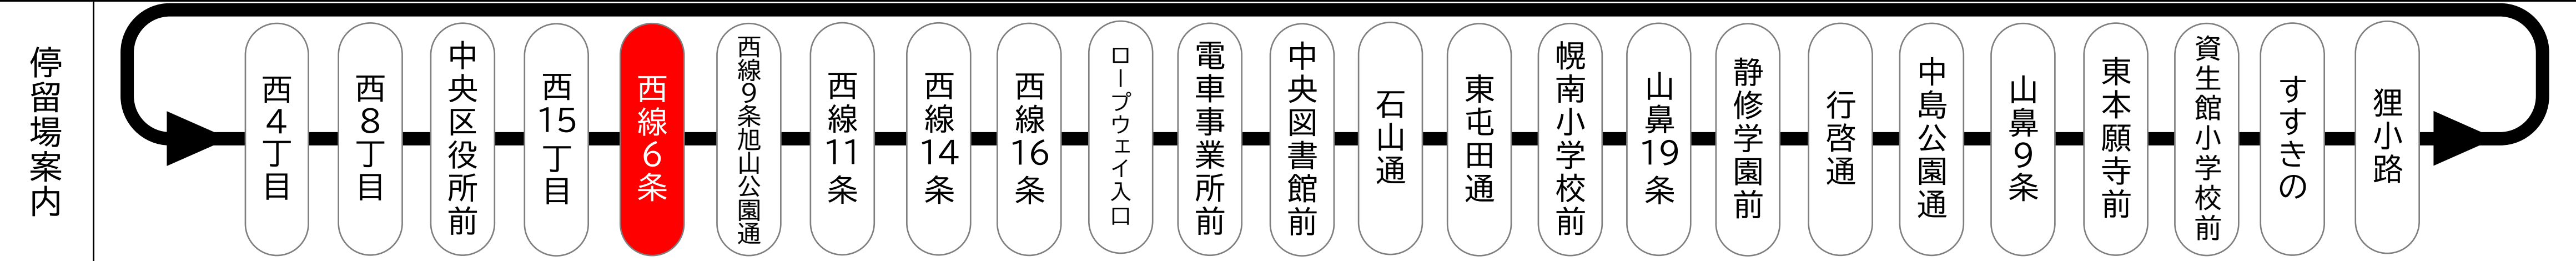 停留場案内
西4丁目
西8丁目
中央区役所前
西15丁目
西線6条
西線9条旭山公園通
西線11条
西線14条
西線16条
ロープウェイ入口
電車事業所前
中央図書館前
石山通
東屯田通
幌南小学校前
山鼻19条
静修学園前
行啓通
中島公園通
山鼻9条
東本願寺前
資生館小学校前
すすきの
狸小路